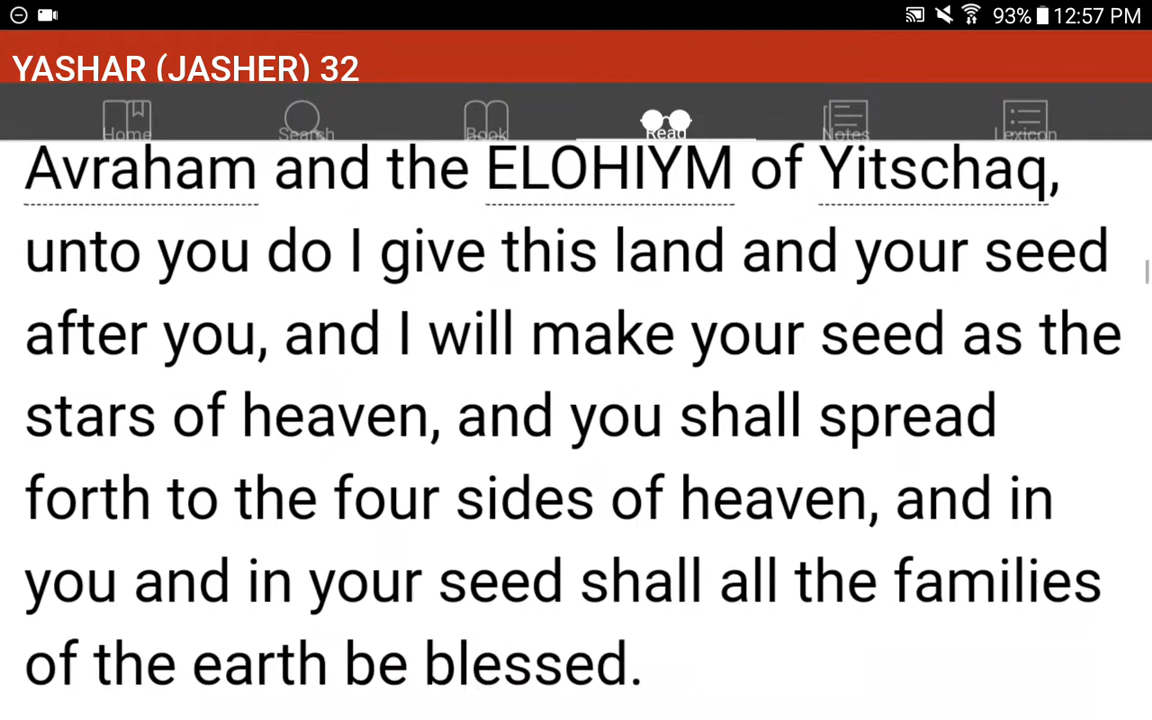 93% 12:57 PM
YASHAR (JASHER) 32
Home Search Book Read Notes Lexicon
Avraham and the ELOHIYM of Yitschaq,
unto you do I give this land and your seed
after you, and I will make your seed as the
stars of heaven, and you shall spread
forth to the four sides of heaven, and in
you and in your seed shall all the families
of the earth be blessed.